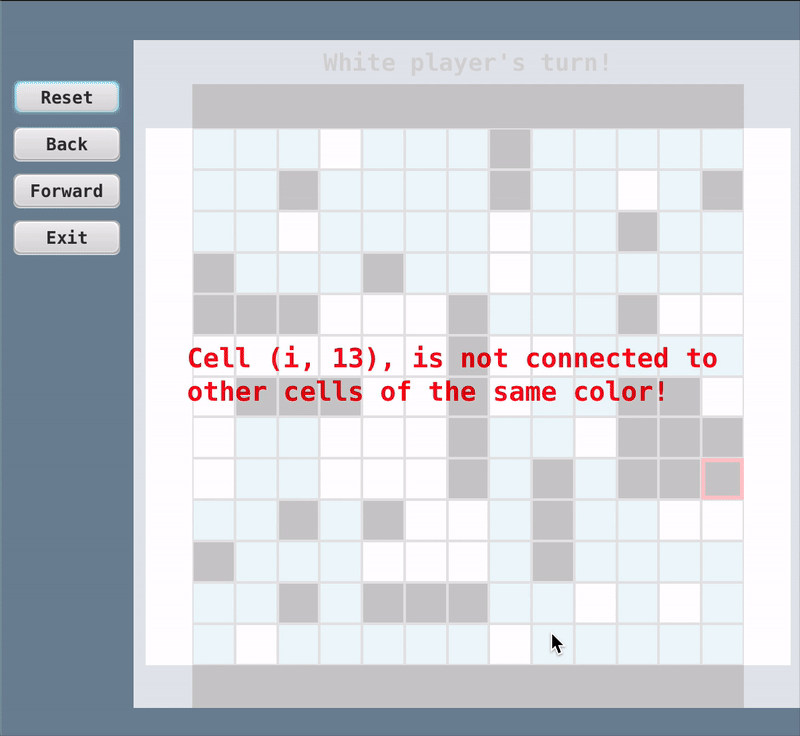 White player's turn!
Reset
Back
Forward
Exit
Cell (i, 13), is not connected to
other cells of the same color!